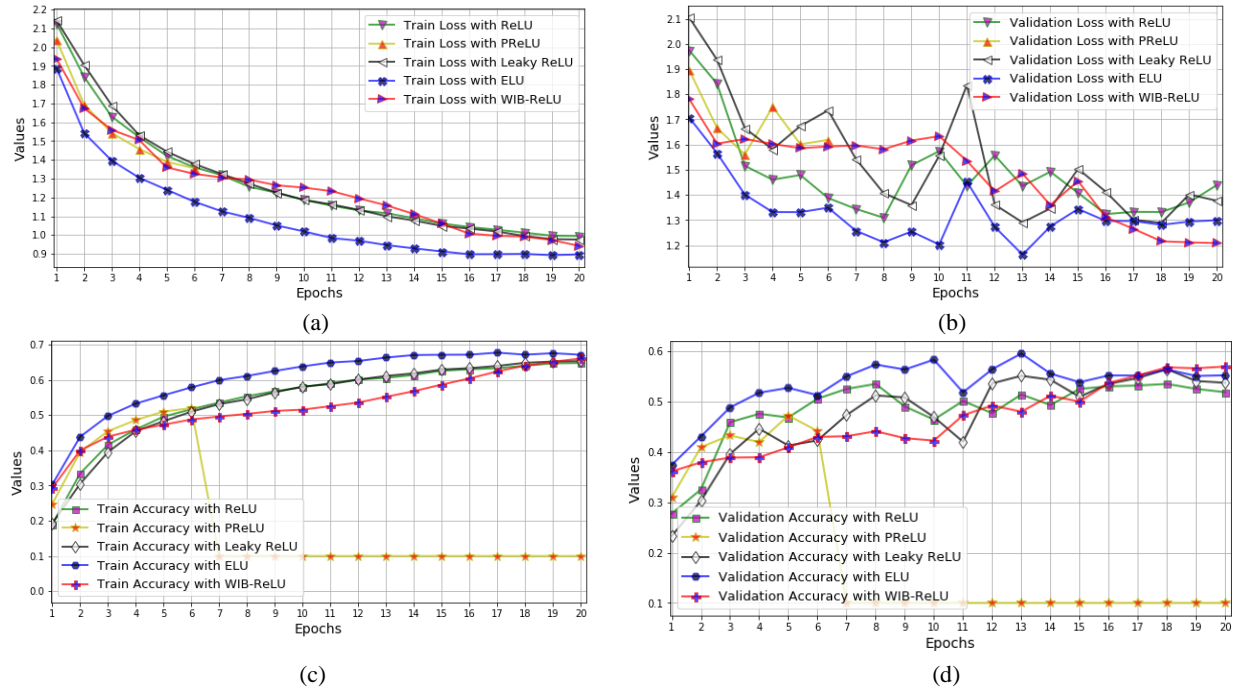 2.2
2.1
2.0
1.9
1.8
1.7
1.6
1.5
1.4
1.3
1.2
1.1
1.0
0.9
Values
Train Loss with ReLU
Train Loss with PReLU
Train Loss with Leaky ReLU
Train Loss with ELU
Train Loss with WIB-ReLU
1 2 3 4 5 6 7 8 9 10 11 12 13 14 15 16 17 18 19 20
Epochs
(a)
2.1
2.0
1.9
1.8
1.7
1.6
1.5
1.4
1.3
1.2
Values
Validation Loss with ReLU
Validation Loss with PReLU
Validation Loss with Leaky ReLU
Validation Loss with ELU
Validation Loss with WIB-ReLU
1 2 3 4 5 6 7 8 9 10 11 12 13 14 15 16 17 18 19 20
Epochs
(b)
0.7
0.6
0.5
0.4
0.3
0.2
0.1
0.0
Values
Train Accuracy with ReLU
Train Accuracy with PReLU
Train Accuracy with Leaky ReLU
Train Accuracy with ELU
Train Accuracy with WIB-ReLU
1 2 3 4 5 6 7 8 9 10 11 12 13 14 15 16 17 18 19 20
Epochs
(c)
0.6
0.5
0.4
0.3
0.2
0.1
Values
Validation Accuracy with ReLU
Validation Accuracy with PReLU
Validation Accuracy with Leaky ReLU
Validation Accuracy with ELU
Validation Accuracy with WIB-ReLU
1 2 3 4 5 6 7 8 9 10 11 12 13 14 15 16 17 18 19 20
Epochs
(d)